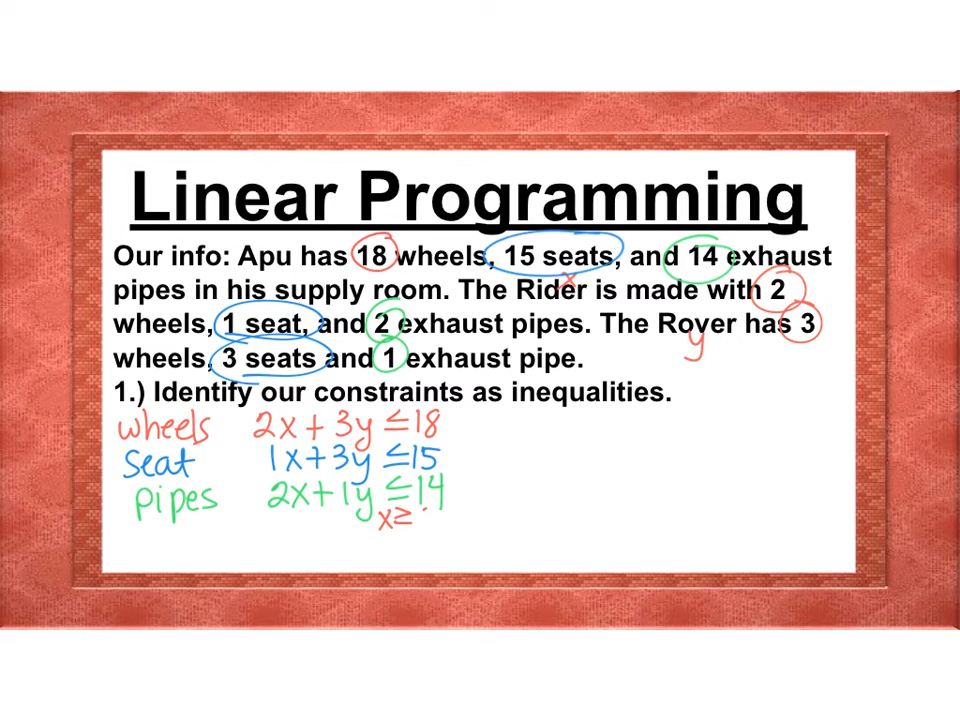 Linear Programming
Our info: Apu has 18 wheels, 15 seats, and 14 exhaust
pipes in his supply room. The Rider is made with 2
x
wheels, 1 seat, and 2 exhaust pipes. The Rover has 3
y
wheels, 3 seats and 1 exhaust pipe.
1.) Identify our constraints as inequalities.
wheels 2x + 3y ≤ 18
Seat 1x + 3y ≤ 15
pipes 2x + 1y ≤ 14
x ≥